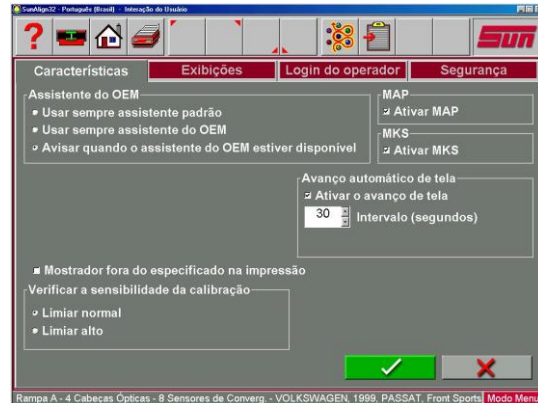 SunAlign32 - Português (Brasil) - Interação do Usuário
?
Sun
Características
Exibições
Login do operador
Segurança
Assistente do OEM
Usar sempre assistente padrão
Usar sempre assistente do OEM
Avisar quando o assistente do OEM estiver disponível
MAP
Ativar MAP
MKS
Ativar MKS
Avanço automático de tela
Ativar o avanço de tela
30 Intervalo (segundos)
Mostrador fora do especificado na impressão
Verificar a sensibilidade da calibração
Limiar normal
Limiar alto
Rampa A - 4 Cabeças Ópticas - 8 Sensores de Converg. - VOLKSWAGEN, 1999, PASSAT, Front Sports
Modo Menu